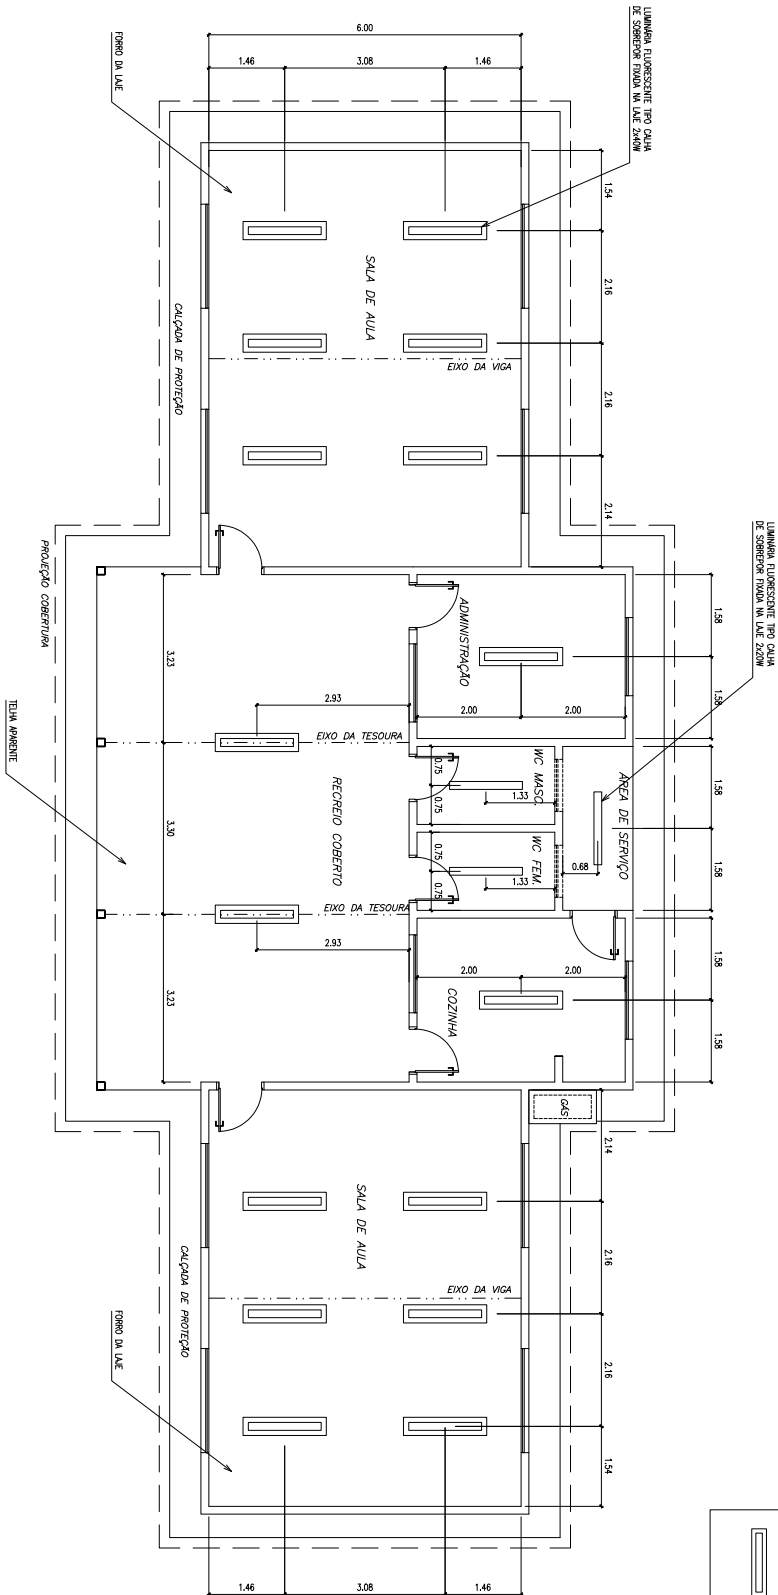 LUMINÁRIA FLUORESCENTE TIPO CALHA
DE SOBREPOR FIXADA NA LAJE 2x40W
6.00
1.46
3.08
1.46
FORRO DA LAJE
1.54
2.16
2.16
2.14
SALA DE AULA
EIXO DA VIGA
CALÇADA DE PROTEÇÃO
PROJEÇÃO COBERTURA
LUMINÁRIA FLUORESCENTE TIPO CALHA
DE SOBREPOR FIXADA NA LAJE 2x20W
ADMINISTRAÇÃO
2.00
2.00
1.58
1.58
3.23
2.93
EIXO DA TESOURA
TELHA APARENTE
WC MASC.
0.75
0.75
1.33
ÁREA DE SERVIÇO
1.58
1.58
0.68
RECREIO COBERTO
3.30
WC FEM.
0.75
0.75
1.33
EIXO DA TESOURA
2.93
2.00
2.00
COZINHA
1.58
1.58
3.23
GÁS
2.14
2.16
2.16
1.54
SALA DE AULA
EIXO DA VIGA
CALÇADA DE PROTEÇÃO
FORRO DA LAJE
1.46
3.08
1.46